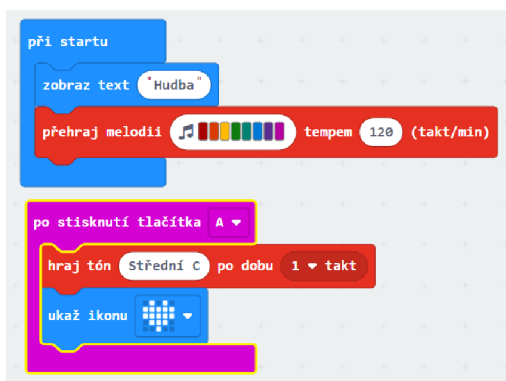 při startu
zobraz text "Hudba"
přehraj melodii tempem 120 (takt/min)
po stisknutí tlačítka A
hraj tón Střední C po dobu 1 takt
ukaž ikonu